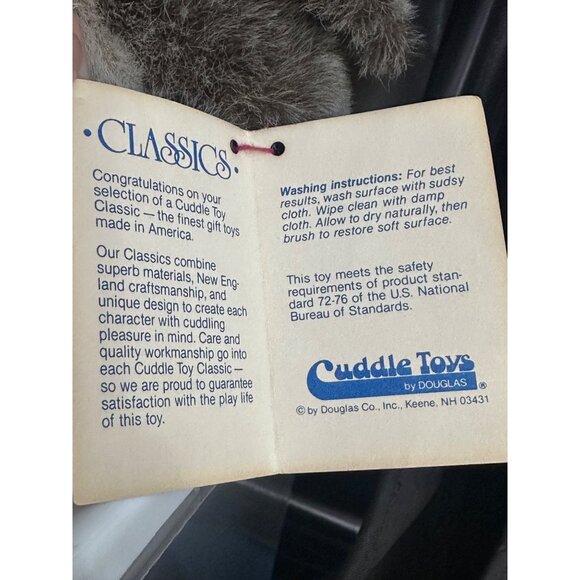 • CLASSICS •
Congratulations on your
selection of a Cuddle Toy
Classic — the finest gift toys
made in America.
Our Classics combine
superb materials, New Eng-
land craftsmanship, and
unique design to create each
character with cuddling
pleasure in mind. Care and
quality workmanship go into
each Cuddle Toy Classic —
so we are proud to guarantee
satisfaction with the play life
of this toy.
Washing instructions: For best
results, wash surface with sudsy
cloth. Wipe clean with damp
cloth. Allow to dry naturally, then
brush to restore soft surface.
This toy meets the safety
requirements of product stan-
dard 72-76 of the U.S. National
Bureau of Standards.
Cuddle Toys
by DOUGLAS ®
© by Douglas Co., Inc., Keene, NH 03431